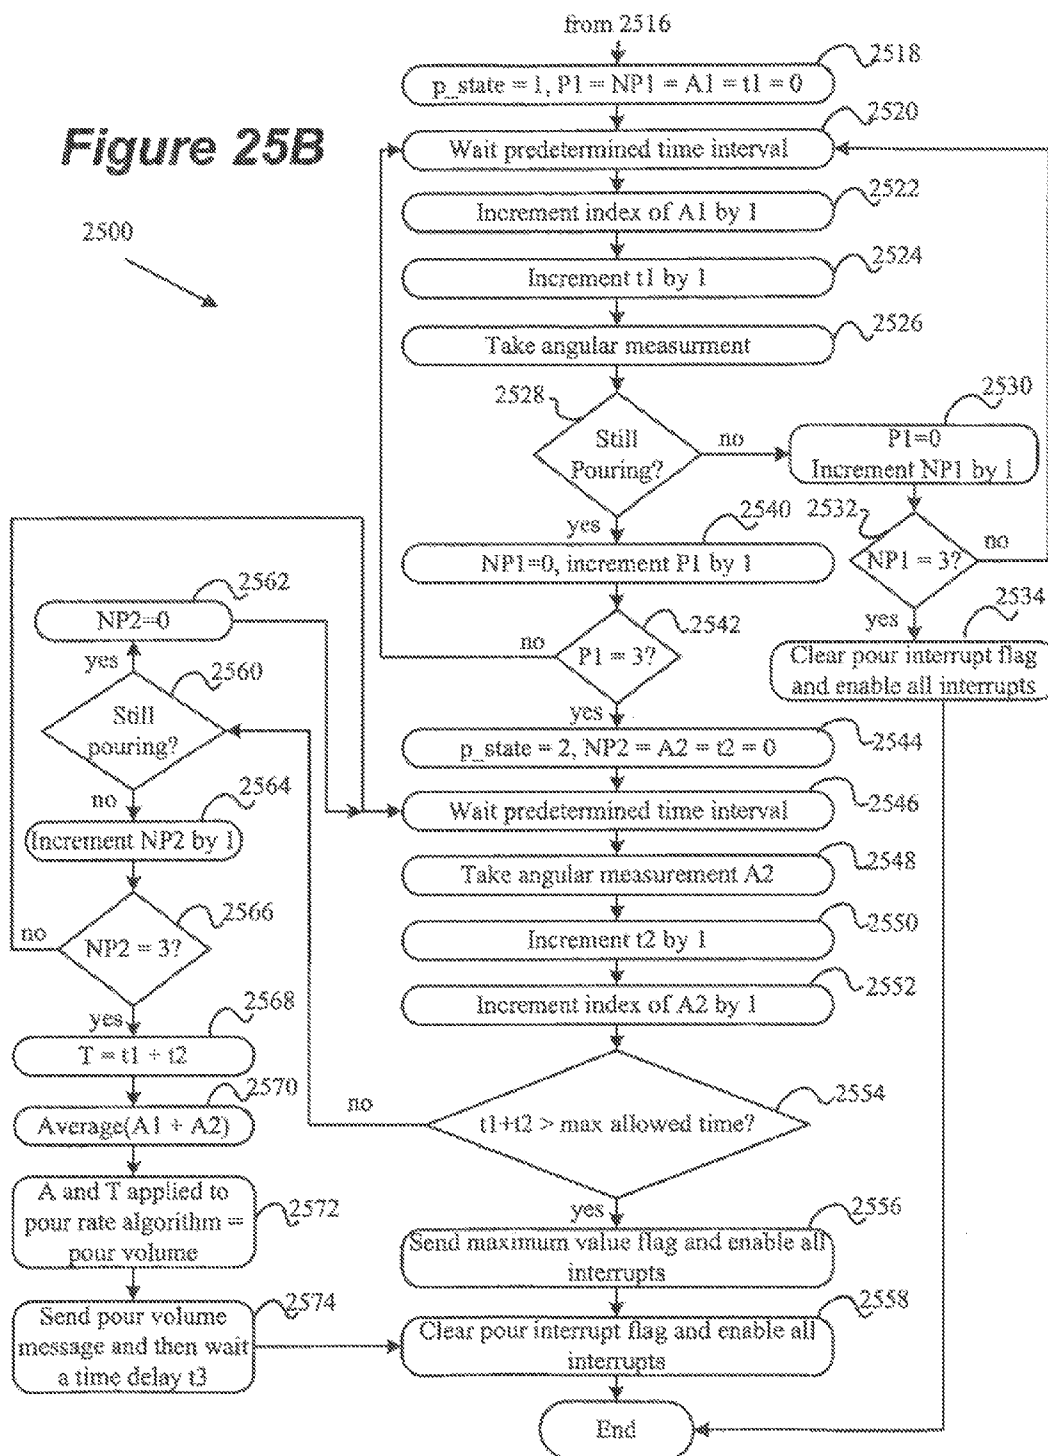 from 2516
2518
p_state = 1, P1 = NP1 = A1 = t1 = 0
Figure 25B
2500
2520
Wait predetermined time interval
2522
Increment index of A1 by 1
2524
Increment t1 by 1
2526
Take angular measurment
2528
Still
Pouring?
no
yes
2530
P1=0
Increment NP1 by 1
2532
NP1 = 3?
no
yes
2534
Clear pour interrupt flag
and enable all interrupts
2540
NP1=0, increment P1 by 1
2542
P1 = 3?
no
yes
2544
p_state = 2, NP2 = A2 = t2 = 0
2546
Wait predetermined time interval
2548
Take angular measurement A2
2550
Increment t2 by 1
2552
Increment index of A2 by 1
2554
t1+t2 > max allowed time?
no
yes
2556
Send maximum value flag and enable all
interrupts
2558
Clear pour interrupt flag and enable all
interrupts
End
2562
NP2=0
yes
2560
Still
pouring?
no
2564
Increment NP2 by 1
2566
NP2 = 3?
no
yes
2568
T = t1 + t2
2570
Average(A1 + A2)
2572
A and T applied to
pour rate algorithm =
pour volume
2574
Send pour volume
message and then wait
a time delay t3